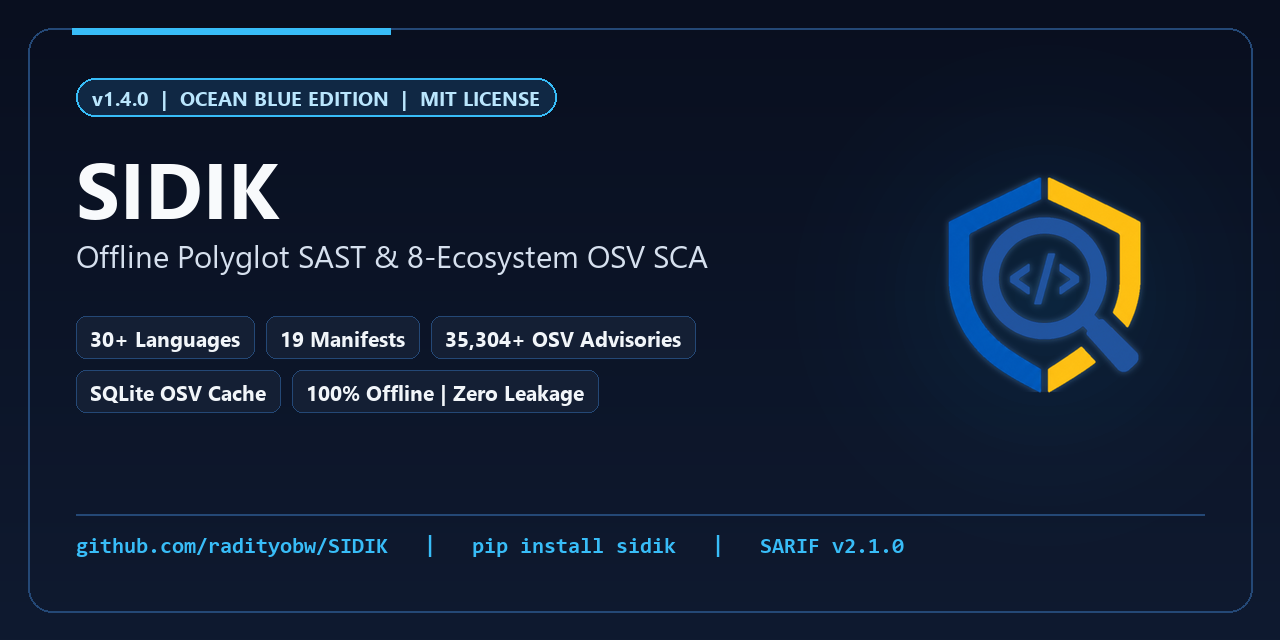 v1.4.0 | OCEAN BLUE EDITION | MIT LICENSE
SIDIK
Offline Polyglot SAST & 8-Ecosystem OSV SCA
30+ Languages
19 Manifests
35,304+ OSV Advisories
SQLite OSV Cache
100% Offline | Zero Leakage
</>
github.com/radityobw/SIDIK | pip install sidik | SARIF v2.1.0